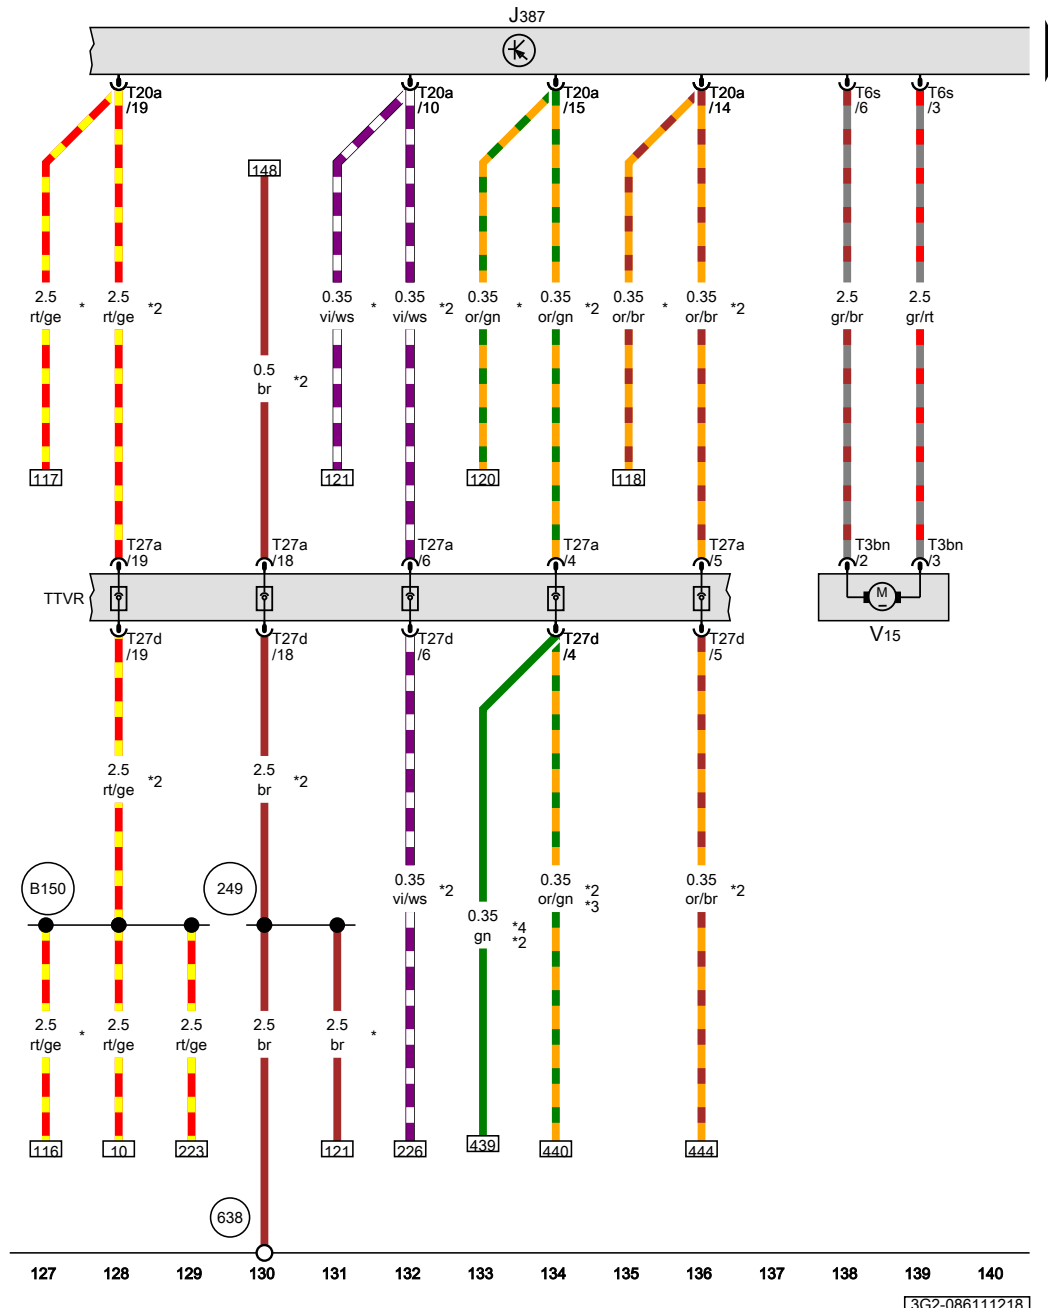 J387
T20a
/19
T20a
/10
T20a
/15
T20a
/14
T6s
/6
T6s
/3
148
2.5
rt/ge
*
2.5
rt/ge
*2
0.35
vi/ws
*
0.35
vi/ws
*2
0.35
or/gn
*
0.35
or/gn
*2
0.35
or/br
*
0.35
or/br
*2
2.5
gr/br
2.5
gr/rt
0.5
br
*2
117
121
120
118
T27a
/19
T27a
/18
T27a
/6
T27a
/4
T27a
/5
T3bn
/2
T3bn
/3
TTVR
M
V15
T27d
/19
T27d
/18
T27d
/6
T27d
/4
T27d
/5
2.5
rt/ge
*2
2.5
br
*2
B150
249
0.35
vi/ws
*2
0.35
gn
*4
*2
0.35
or/gn
*2
*3
0.35
or/br
*2
2.5
rt/ge
*
2.5
rt/ge
2.5
rt/ge
2.5
br
2.5
br
*
116
10
223
121
226
439
440
444
638
127 128 129 130 131 132 133 134 135 136 137 138 139 140
3G2-086111218